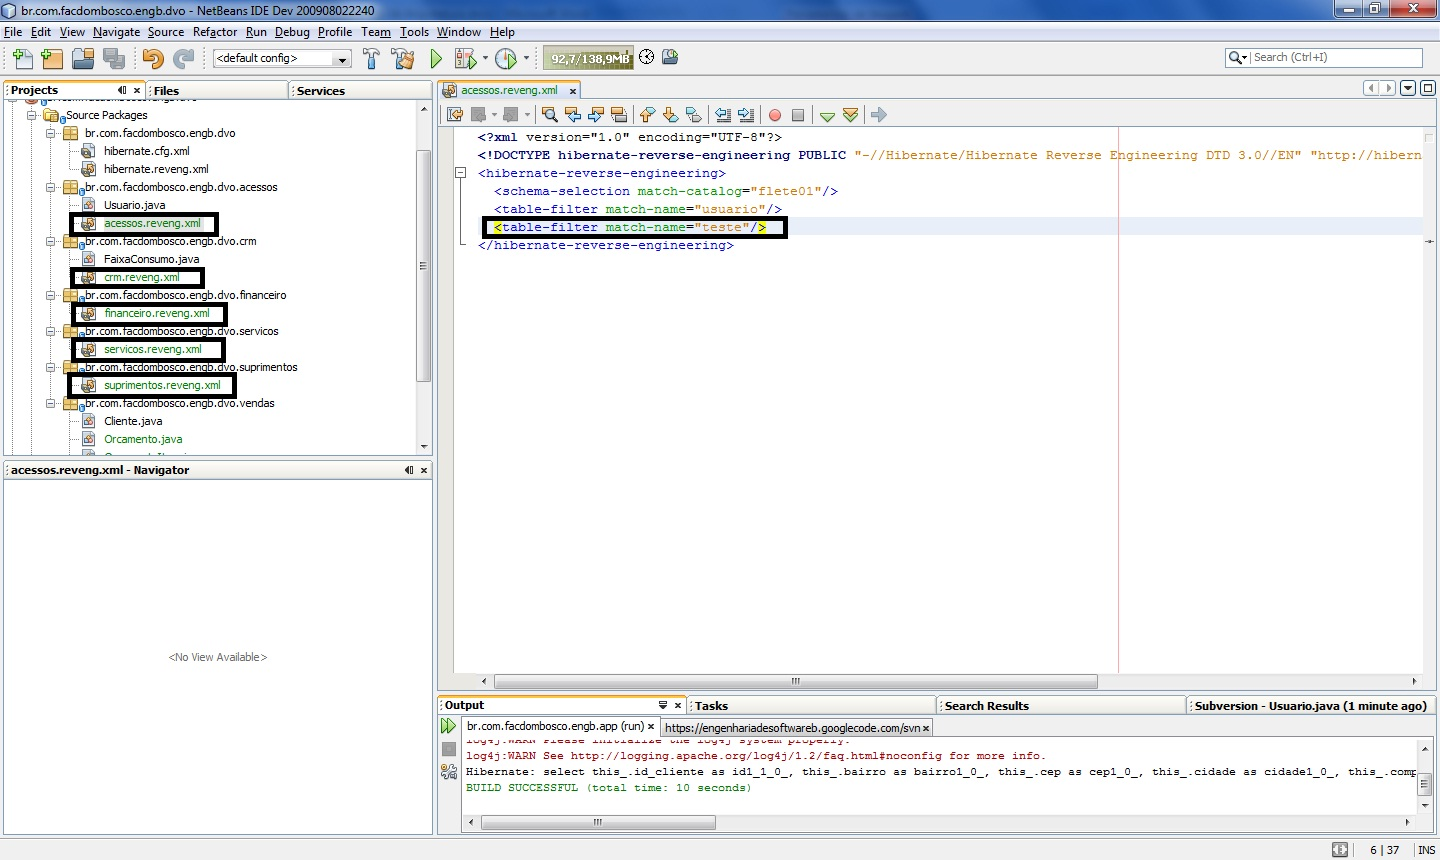 br.com.facdombosco.engb.dvo - NetBeans IDE Dev 200908022240
File Edit View Navigate Source Refactor Run Debug Profile Team Tools Window Help
<default config>
92,7/138,9MB
Search (Ctrl+I)
Projects
Files
Services
Source Packages
br.com.facdombosco.engb.dvo
hibernate.cfg.xml
hibernate.reveng.xml
br.com.facdombosco.engb.dvo.acessos
Usuario.java
acessos.reveng.xml
br.com.facdombosco.engb.dvo.crm
FaixaConsumo.java
crm.reveng.xml
br.com.facdombosco.engb.dvo.financeiro
financeiro.reveng.xml
br.com.facdombosco.engb.dvo.servicos
servicos.reveng.xml
br.com.facdombosco.engb.dvo.suprimentos
suprimentos.reveng.xml
br.com.facdombosco.engb.dvo.vendas
Cliente.java
Orcamento.java
acessos.reveng.xml - Navigator
<No View Available>
acessos.reveng.xml
<?xml version="1.0" encoding="UTF-8"?>
<!DOCTYPE hibernate-reverse-engineering PUBLIC "-//Hibernate/Hibernate Reverse Engineering DTD 3.0//EN" "http://hibern
<hibernate-reverse-engineering>
<schema-selection match-catalog="flete01"/>
<table-filter match-name="usuario"/>
<table-filter match-name="teste"/>
</hibernate-reverse-engineering>
Output
Tasks
Search Results
Subversion - Usuario.java (1 minute ago)
br.com.facdombosco.engb.app (run)
https://engenhariadesoftwareb.googlecode.com/svn
log4j:WARN Please initialize the log4j system properly.
log4j:WARN See http://logging.apache.org/log4j/1.2/faq.html#noconfig for more info.
Hibernate: select this_.id_cliente as id1_1_0_, this_.bairro as bairro1_0_, this_.cep as cep1_0_, this_.cidade as cidade1_0_, this_.comp
BUILD SUCCESSFUL (total time: 10 seconds)
6 | 37
INS